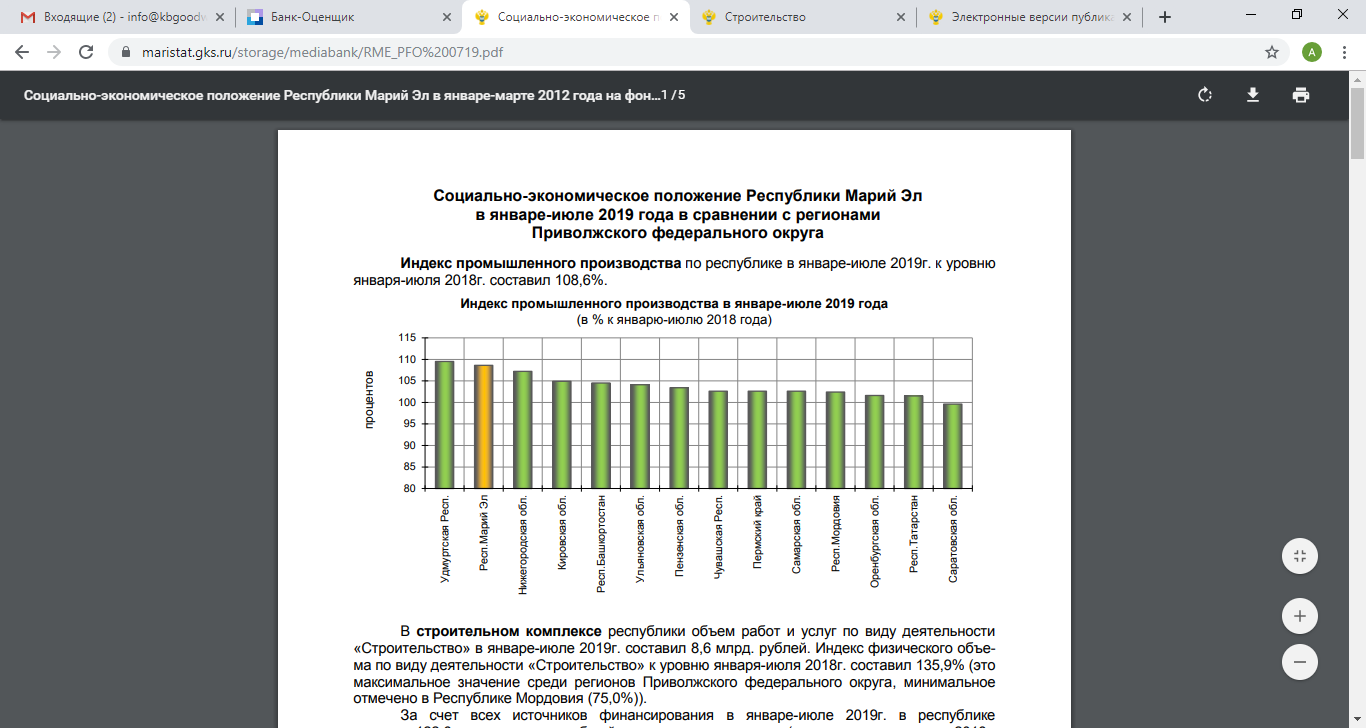 Входящие (2) - info@kbgoodw
Банк-Оценщик
Социально-экономическое п
Строительство
Электронные версии публика
maristat.gks.ru/storage/mediabank/RME_PFO%200719.pdf
A
Социально-экономическое положение Республики Марий Эл в январе-марте 2012 года на фон... 1 / 5
Социально-экономическое положение Республики Марий Эл
в январе-июле 2019 года в сравнении с регионами
Приволжского федерального округа
Индекс промышленного производства по республике в январе-июле 2019г. к уровню
января-июля 2018г. составил 108,6%.
Индекс промышленного производства в январе-июле 2019 года
(в % к январю-июлю 2018 года)
процентов
115
110
105
100
95
90
85
80
Удмуртская Респ.
Респ.Марий Эл
Нижегородская обл.
Кировская обл.
Респ.Башкортостан
Ульяновская обл.
Пензенская обл.
Чувашская Респ.
Пермский край
Самарская обл.
Респ.Мордовия
Оренбургская обл.
Респ.Татарстан
Саратовская обл.
В строительном комплексе республики объем работ и услуг по виду деятельности
«Строительство» в январе-июле 2019г. составил 8,6 млрд. рублей. Индекс физического объе-
ма по виду деятельности «Строительство» к уровню января-июля 2018г. составил 135,9% (это
максимальное значение среди регионов Приволжского федерального округа, минимальное
отмечено в Республике Мордовия (75,0%)).
За счет всех источников финансирования в январе-июле 2019г. в республике